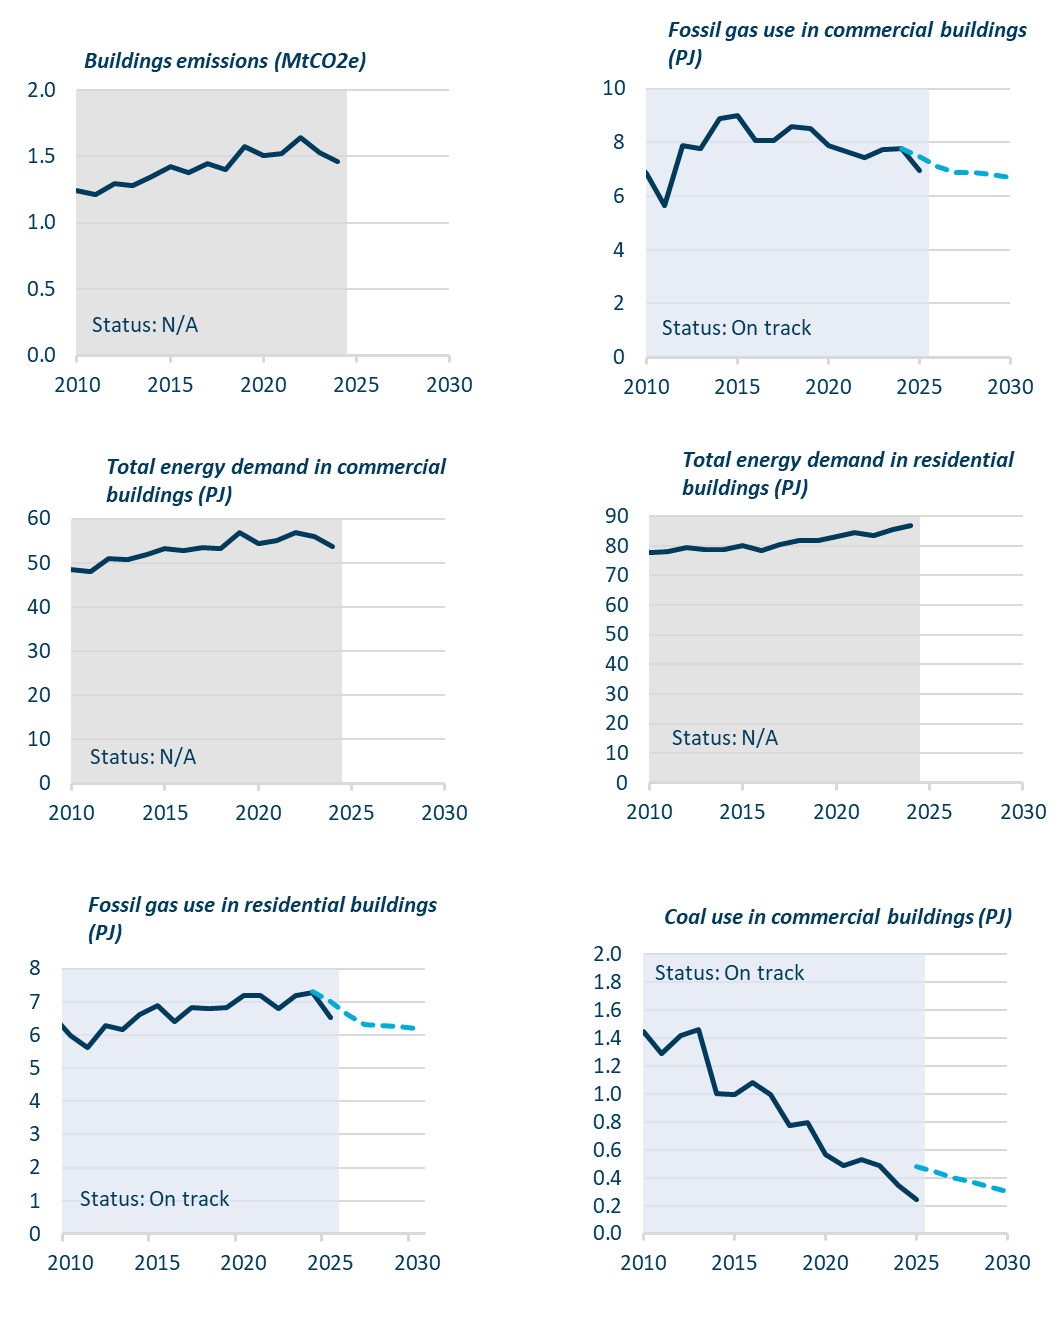 Buildings emissions (MtCO2e)
2.0
1.5
1.0
0.5
0.0
Status: N/A
2010 2015 2020 2025 2030
Fossil gas use in commercial buildings
(PJ)
10
8
6
4
2
0
Status: On track
2010 2015 2020 2025 2030
Total energy demand in commercial
buildings (PJ)
60
50
40
30
20
10
0
Status: N/A
2010 2015 2020 2025 2030
Total energy demand in residential
buildings (PJ)
90
80
70
60
50
40
30
20
10
0
Status: N/A
2010 2015 2020 2025 2030
Fossil gas use in residential buildings
(PJ)
8
7
6
5
4
3
2
1
0
Status: On track
2010 2015 2020 2025 2030
Coal use in commercial buildings (PJ)
2.0
Status: On track
1.8
1.6
1.4
1.2
1.0
0.8
0.6
0.4
0.2
0.0
2010 2015 2020 2025 2030